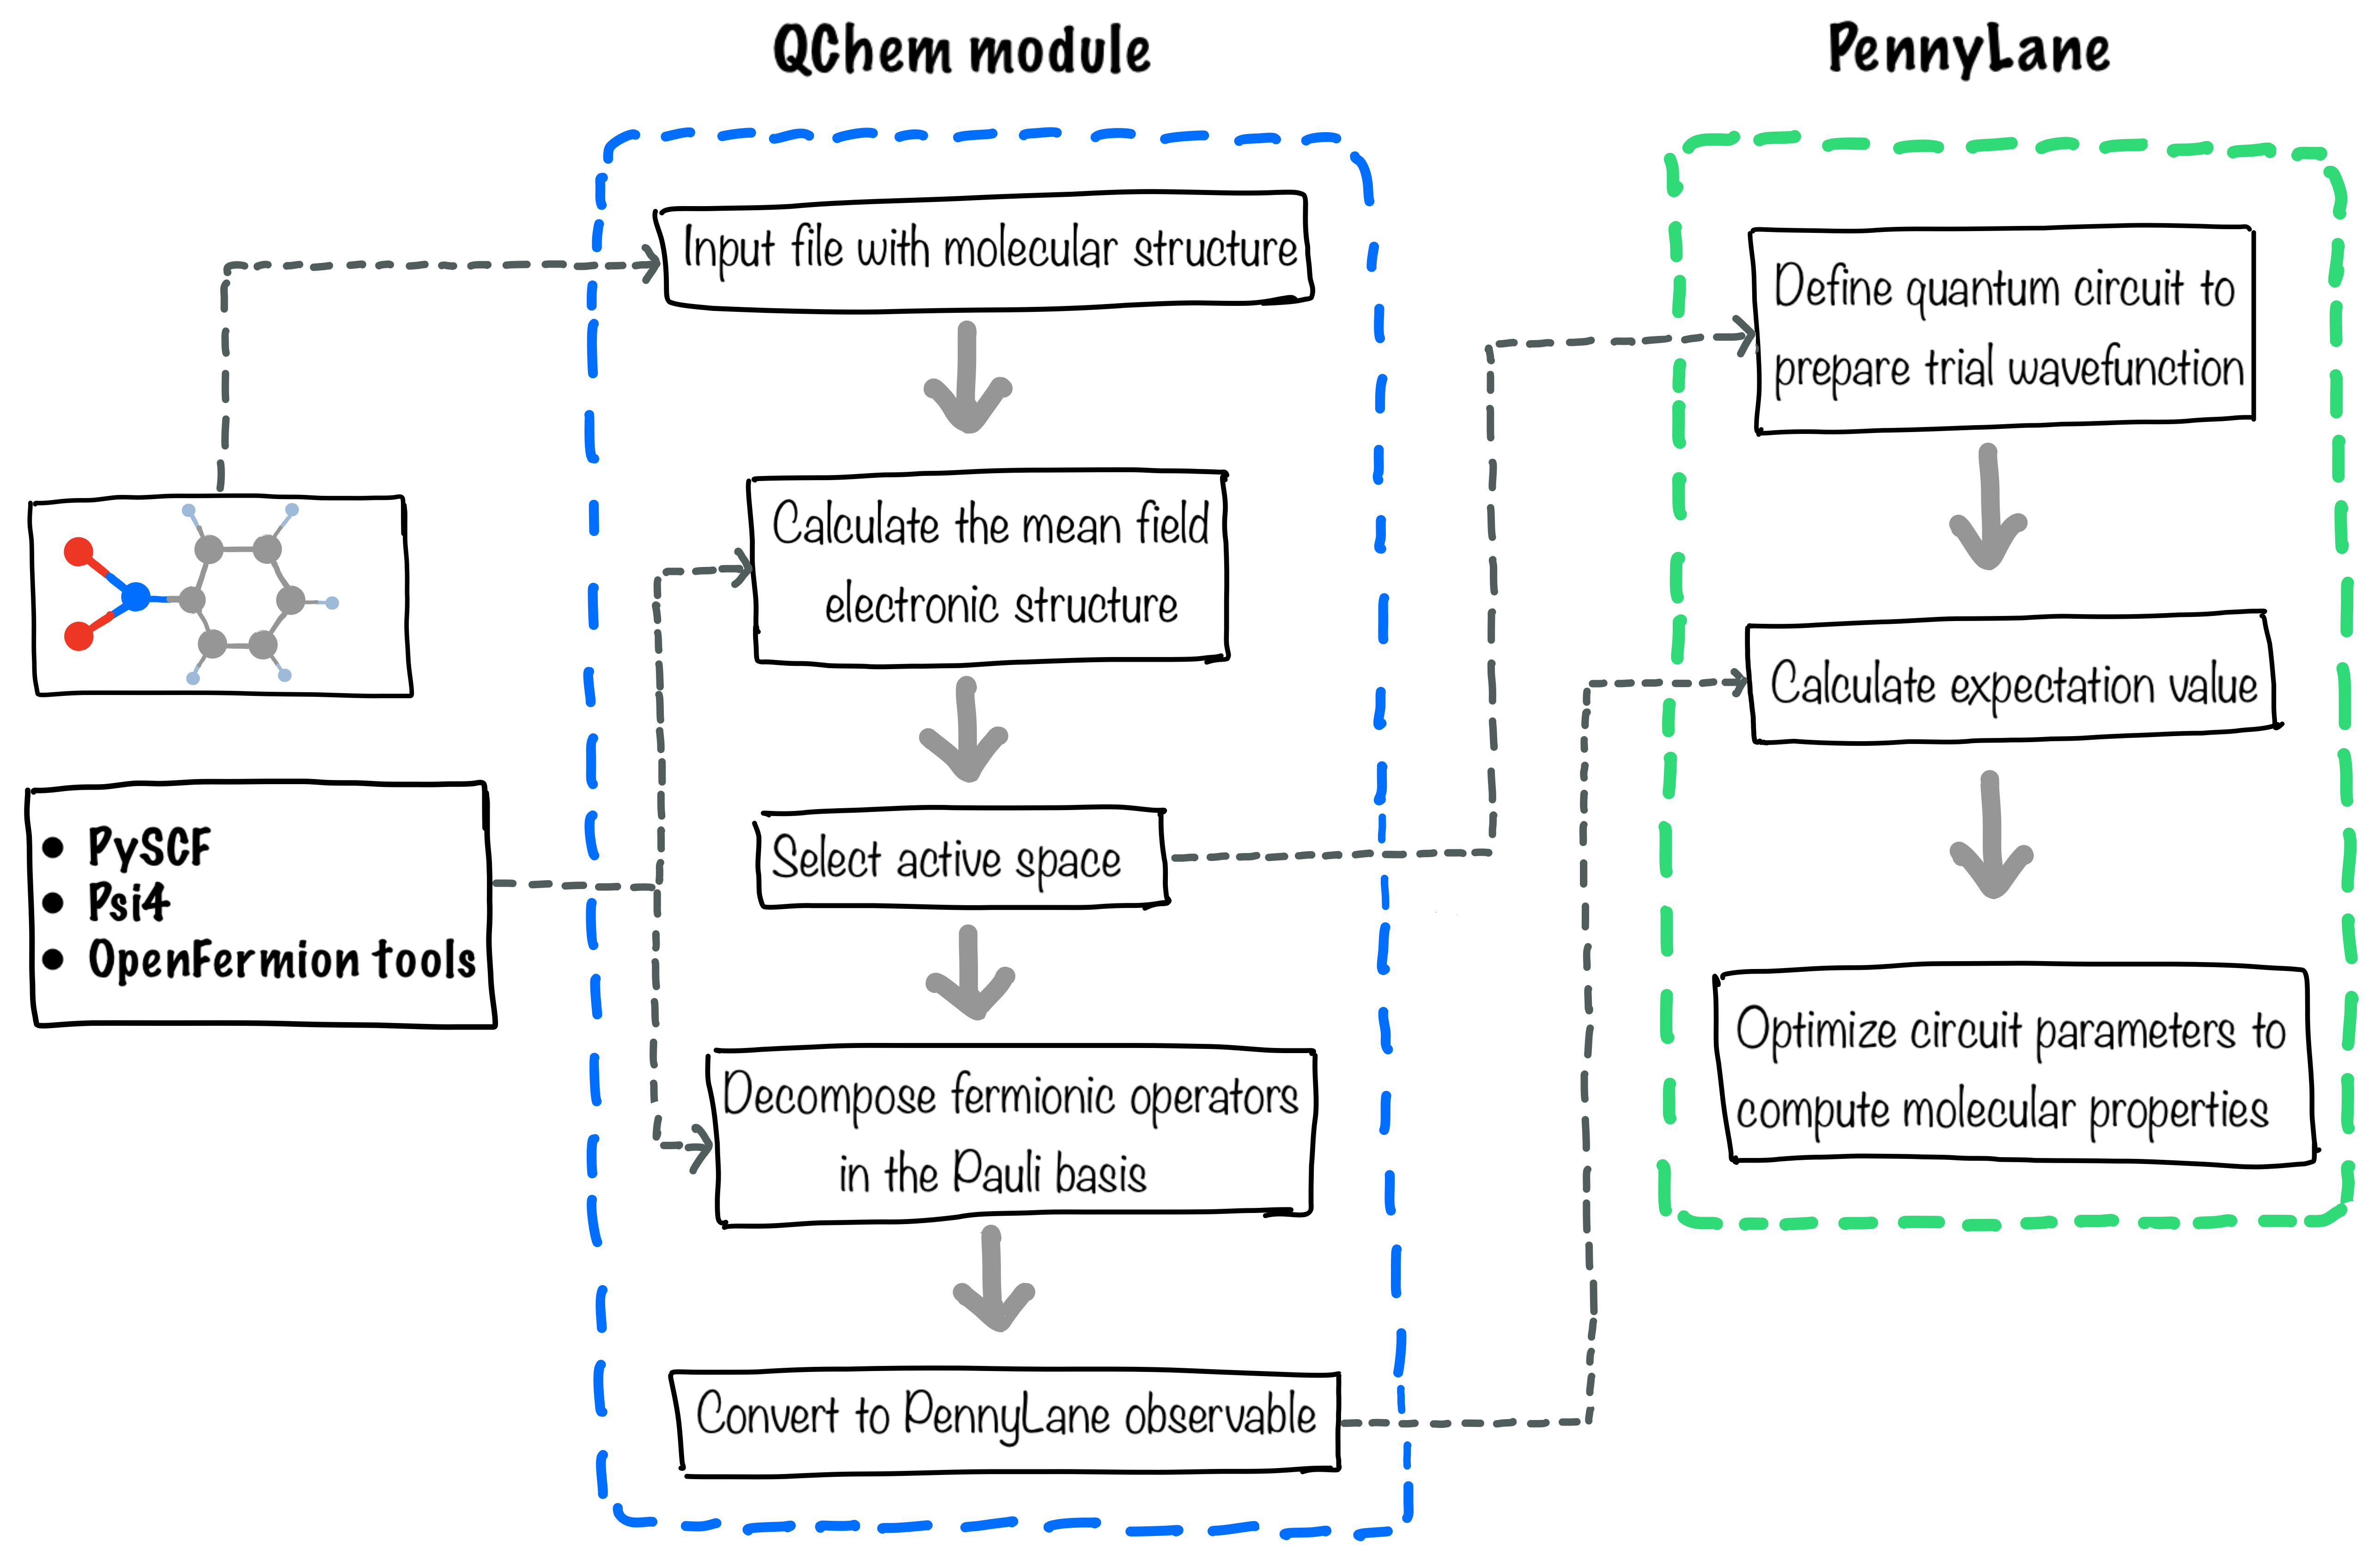 QChem module
Input file with molecular structure
Calculate the mean field
electronic structure
Select active space
Decompose fermionic operators
in the Pauli basis
Convert to PennyLane observable
• PySCF
• Psi4
• OpenFermion tools
PennyLane
Define quantum circuit to
prepare trial wavefunction
Calculate expectation value
Optimize circuit parameters to
compute molecular properties